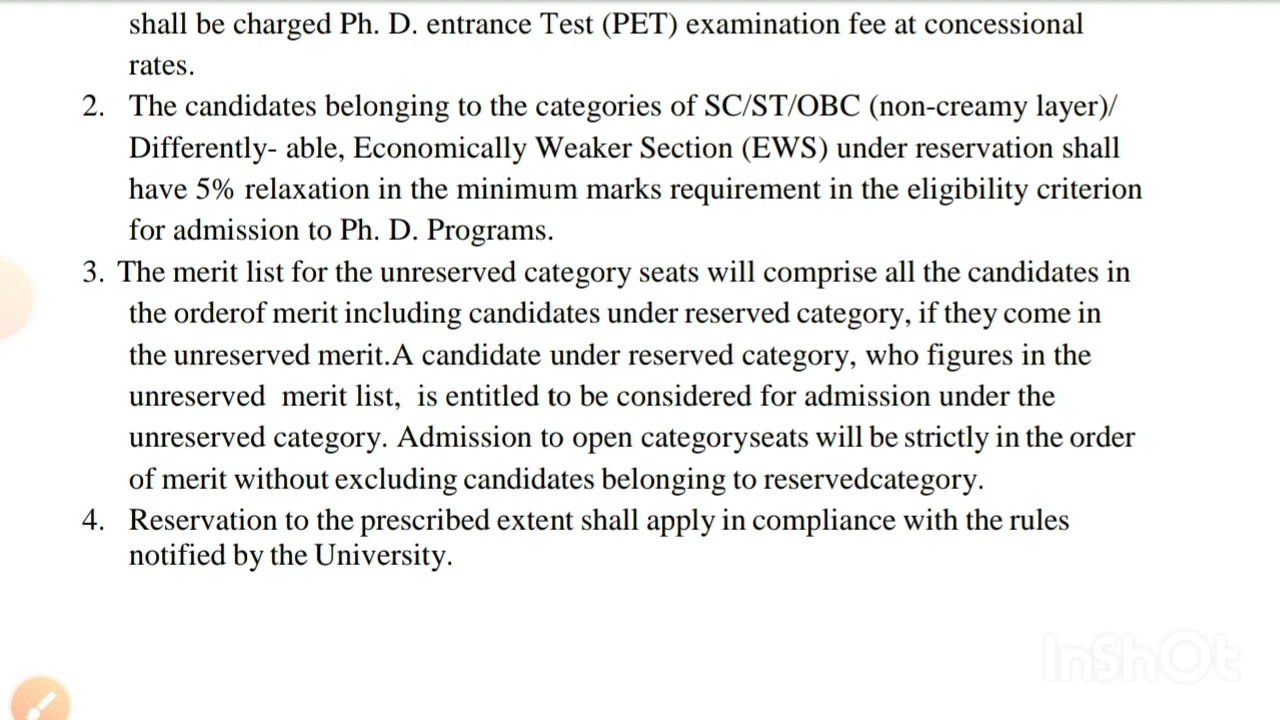 shall be charged Ph. D. entrance Test (PET) examination fee at concessional
rates.
2. The candidates belonging to the categories of SC/ST/OBC (non-creamy layer)/
Differently- able, Economically Weaker Section (EWS) under reservation shall
have 5% relaxation in the minimum marks requirement in the eligibility criterion
for admission to Ph. D. Programs.
3. The merit list for the unreserved category seats will comprise all the candidates in
the orderof merit including candidates under reserved category, if they come in
the unreserved merit.A candidate under reserved category, who figures in the
unreserved merit list, is entitled to be considered for admission under the
unreserved category. Admission to open categoryseats will be strictly in the order
of merit without excluding candidates belonging to reservedcategory.
4. Reservation to the prescribed extent shall apply in compliance with the rules
notified by the University.
InShOt